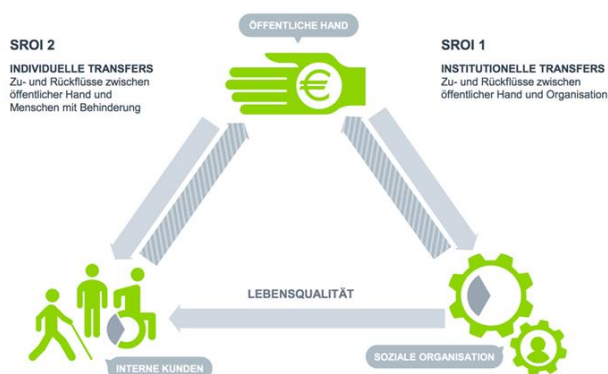 ÖFFENTLICHE HAND
SROI 2
INDIVIDUELLE TRANSFERS
Zu- und Rückflüsse zwischen
öffentlicher Hand und
Menschen mit Behinderung
SROI 1
INSTITUTIONELLE TRANSFERS
Zu- und Rückflüsse zwischen
öffentlicher Hand und Organisation
€
LEBENSQUALITÄT
SOZIALE ORGANISATION
INTERNE KUNDEN